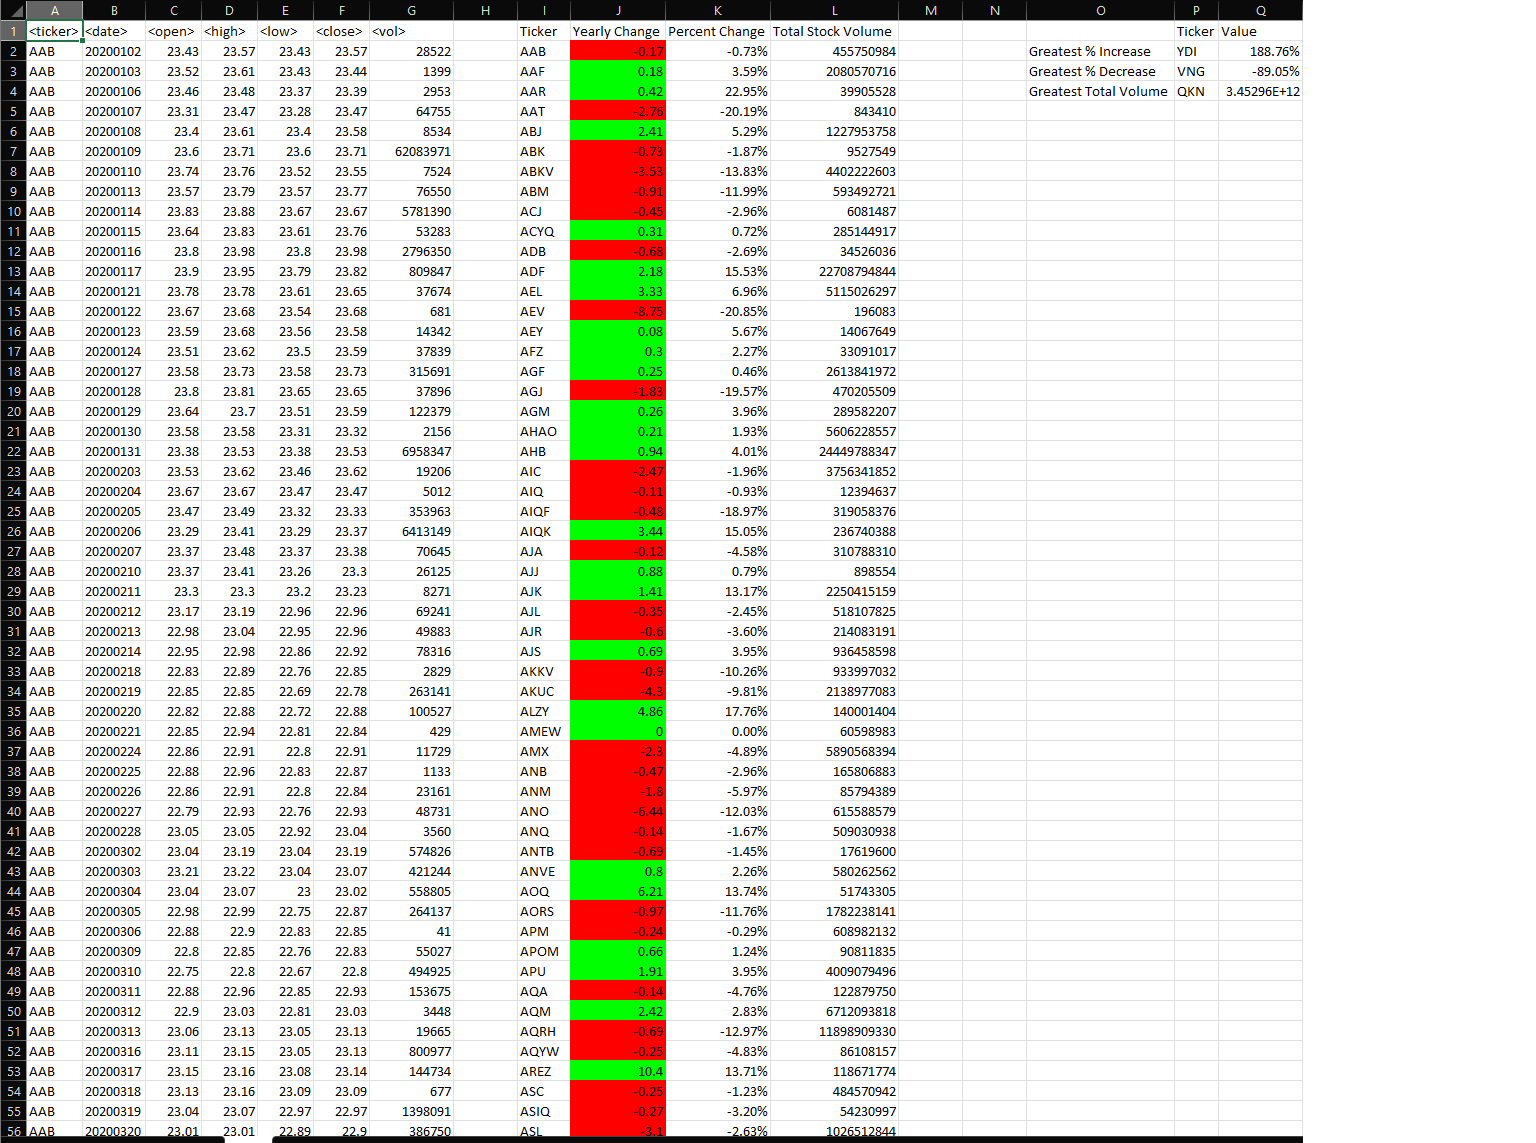 A B C D E F G H I J K L M N O P Q
1 <ticker> <date> <open> <high> <low> <close> <vol> Ticker Yearly Change Percent Change Total Stock Volume Ticker Value
2 AAB 20200102 23.43 23.57 23.43 23.57 28522 AAB -0.17 -0.73% 455750984 Greatest % Increase YDI 188.76%
3 AAB 20200103 23.52 23.61 23.43 23.44 1399 AAF 0.18 3.59% 2080570716 Greatest % Decrease VNG -89.05%
4 AAB 20200106 23.46 23.48 23.37 23.39 2953 AAR 0.42 22.95% 39905528 Greatest Total Volume QKN 3.45296E+12
5 AAB 20200107 23.31 23.47 23.28 23.47 64755 AAT -2.76 -20.19% 843410
6 AAB 20200108 23.4 23.61 23.4 23.58 8534 ABJ 2.41 5.29% 1227953758
7 AAB 20200109 23.6 23.71 23.6 23.71 62083971 ABK -0.73 -1.87% 9527549
8 AAB 20200110 23.74 23.76 23.52 23.55 7524 ABKV -3.53 -13.83% 4402222603
9 AAB 20200113 23.57 23.79 23.57 23.77 76550 ABM -0.91 -11.99% 593492721
10 AAB 20200114 23.83 23.88 23.67 23.67 5781390 ACJ -0.45 -2.96% 6081487
11 AAB 20200115 23.64 23.83 23.61 23.76 53283 ACYQ 0.31 0.72% 285144917
12 AAB 20200116 23.8 23.98 23.8 23.98 2796350 ADB -0.68 -2.69% 34526036
13 AAB 20200117 23.9 23.95 23.79 23.82 809847 ADF 2.18 15.53% 22708794844
14 AAB 20200121 23.78 23.78 23.61 23.65 37674 AEL 3.33 6.96% 5115026297
15 AAB 20200122 23.67 23.68 23.54 23.68 681 AEV -8.75 -20.85% 196083
16 AAB 20200123 23.59 23.68 23.56 23.58 14342 AEY 0.08 5.67% 14067649
17 AAB 20200124 23.51 23.62 23.5 23.59 37839 AFZ 0.3 2.27% 33091017
18 AAB 20200127 23.58 23.73 23.58 23.73 315691 AGF 0.25 0.46% 2613841972
19 AAB 20200128 23.8 23.81 23.65 23.65 37896 AGJ -1.83 -19.57% 470205509
20 AAB 20200129 23.64 23.7 23.51 23.59 122379 AGM 0.26 3.96% 289582207
21 AAB 20200130 23.58 23.58 23.31 23.32 2156 AHAO 0.21 1.93% 5606228557
22 AAB 20200131 23.38 23.53 23.38 23.53 6958347 AHB 0.94 4.01% 24449788347
23 AAB 20200203 23.53 23.62 23.46 23.62 19206 AIC -2.47 -1.96% 3756341852
24 AAB 20200204 23.67 23.67 23.47 23.47 5012 AIQ -0.11 -0.93% 12394637
25 AAB 20200205 23.47 23.49 23.32 23.33 353963 AIQF -0.48 -18.97% 319058376
26 AAB 20200206 23.29 23.41 23.29 23.37 6413149 AIQK 3.44 15.05% 236740388
27 AAB 20200207 23.37 23.48 23.37 23.38 70645 AJA -0.12 -4.58% 310788310
28 AAB 20200210 23.37 23.41 23.26 23.3 26125 AJJ 0.88 0.79% 898554
29 AAB 20200211 23.3 23.3 23.2 23.23 8271 AJK 1.41 13.17% 2250415159
30 AAB 20200212 23.17 23.19 22.96 22.96 69241 AJL -0.35 -2.45% 518107825
31 AAB 20200213 22.98 23.04 22.95 22.96 49883 AJR -0.6 -3.60% 214083191
32 AAB 20200214 22.95 22.98 22.86 22.92 78316 AJS 0.69 3.95% 936458598
33 AAB 20200218 22.83 22.89 22.76 22.85 2829 AKKV -0.9 -10.26% 933997032
34 AAB 20200219 22.85 22.85 22.69 22.78 263141 AKUC -4.3 -9.81% 2138977083
35 AAB 20200220 22.82 22.88 22.72 22.88 100527 ALZY 4.86 17.76% 140001404
36 AAB 20200221 22.85 22.94 22.81 22.84 429 AMEW 0 0.00% 60598983
37 AAB 20200224 22.86 22.91 22.8 22.91 11729 AMX -2.3 -4.89% 5890568394
38 AAB 20200225 22.88 22.96 22.83 22.87 1133 ANB -0.47 -2.96% 165806883
39 AAB 20200226 22.86 22.91 22.8 22.84 23161 ANM -1.8 -5.97% 85794389
40 AAB 20200227 22.79 22.93 22.76 22.93 48731 ANO -6.44 -12.03% 615588579
41 AAB 20200228 23.05 23.05 22.92 23.04 3560 ANQ -0.14 -1.67% 509030938
42 AAB 20200302 23.04 23.19 23.04 23.19 574826 ANTB -0.69 -1.45% 17619600
43 AAB 20200303 23.21 23.22 23.04 23.07 421244 ANVE 0.8 2.26% 580262562
44 AAB 20200304 23.04 23.07 23 23.02 558805 AOQ 6.21 13.74% 51743305
45 AAB 20200305 22.98 22.99 22.75 22.87 264137 AORS -0.97 -11.76% 1782238141
46 AAB 20200306 22.88 22.9 22.83 22.85 41 APM -0.24 -0.29% 608982132
47 AAB 20200309 22.8 22.85 22.76 22.83 55027 APOM 0.66 1.24% 90811835
48 AAB 20200310 22.75 22.8 22.67 22.8 494925 APU 1.91 3.95% 4009079496
49 AAB 20200311 22.88 22.96 22.85 22.93 153675 AQA -0.14 -4.76% 122879750
50 AAB 20200312 22.9 23.03 22.81 23.03 3448 AQM 2.42 2.83% 6712093818
51 AAB 20200313 23.06 23.13 23.05 23.13 19665 AQRH -0.69 -12.97% 11898909330
52 AAB 20200316 23.11 23.15 23.05 23.13 800977 AQYW -0.25 -4.83% 86108157
53 AAB 20200317 23.15 23.16 23.08 23.14 144734 AREZ 10.4 13.71% 118671774
54 AAB 20200318 23.13 23.16 23.09 23.09 677 ASC -0.25 -1.23% 484570942
55 AAB 20200319 23.04 23.07 22.97 22.97 1398091 ASIQ -0.27 -3.20% 54230997
56 AAB 20200320 23.01 23.01 22.89 22.9 386750 ASL -3.1 -2.63% 1026512844